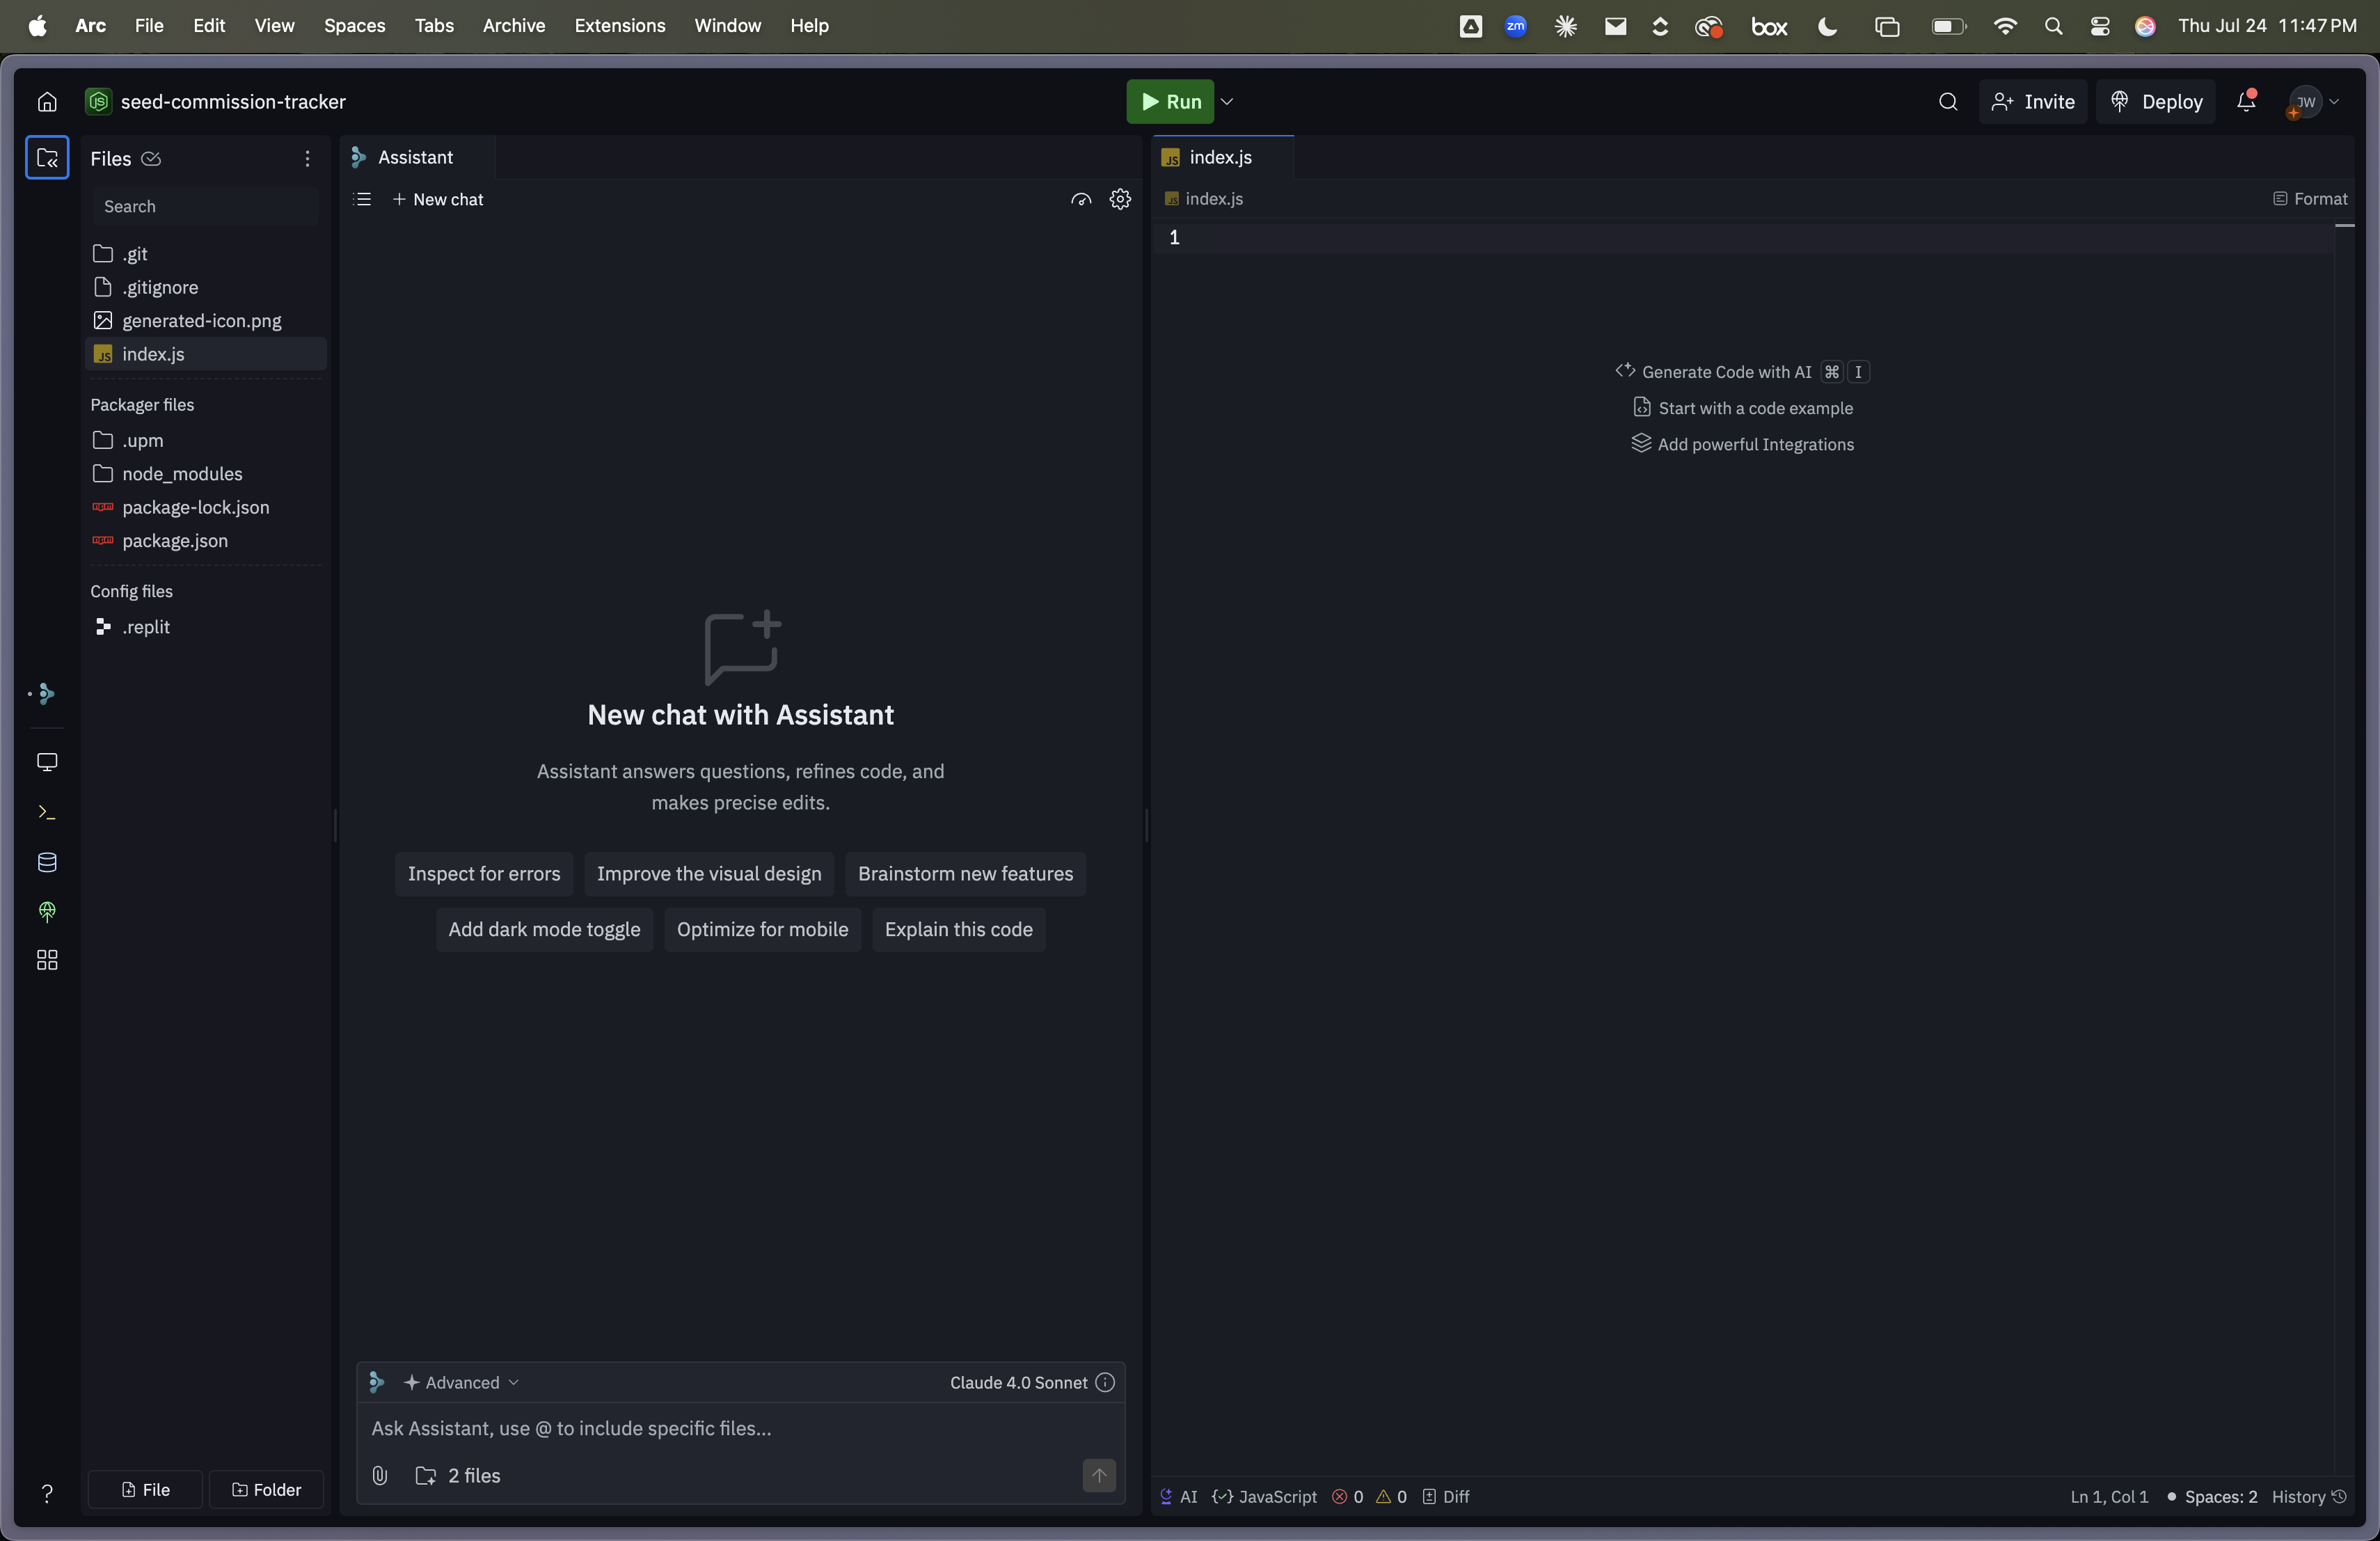 Arc File Edit View Spaces Tabs Archive Extensions Window Help zm box Thu Jul 24 11:47 PM
JS seed-commission-tracker Run Invite Deploy JW
Files
Search
.git
.gitignore
generated-icon.png
JS index.js
Packager files
.upm
node_modules
package-lock.json
package.json
Config files
.replit
File Folder
?
Assistant
+ New chat
New chat with Assistant
Assistant answers questions, refines code, and
makes precise edits.
Inspect for errors Improve the visual design Brainstorm new features
Add dark mode toggle Optimize for mobile Explain this code
Advanced Claude 4.0 Sonnet
Ask Assistant, use @ to include specific files...
2 files
JS index.js
JS index.js Format
1
Generate Code with AI ⌘ I
Start with a code example
Add powerful Integrations
AI JavaScript 0 0 Diff Ln 1, Col 1 • Spaces: 2 History